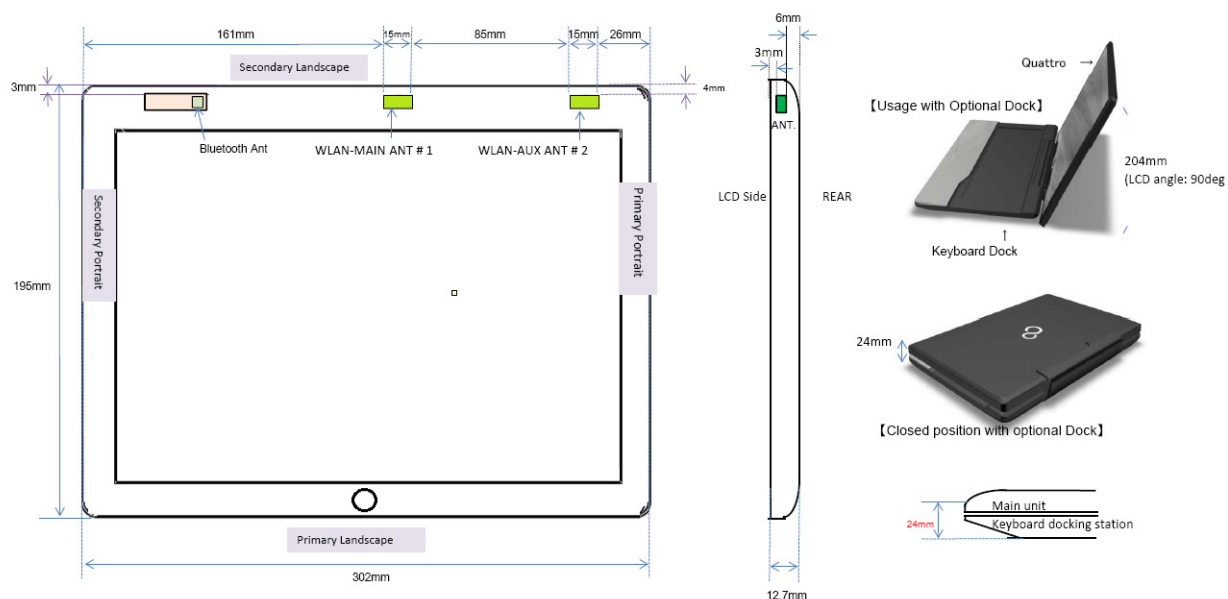 6mm
161mm
15mm
85mm
15mm
26mm
Secondary Landscape
3mm
3mm
4mm
Quattro →
【Usage with Optional Dock】
Bluetooth Ant
WLAN-MAIN ANT # 1
WLAN-AUX ANT # 2
ANT.
204mm
(LCD angle: 90deg
Secondary Portrait
Primary Portrait
LCD Side
REAR
↑
Keyboard Dock
195mm
24mm
【Closed position with optional Dock】
Main unit
24mm
Keyboard docking station
Primary Landscape
302mm
12.7mm